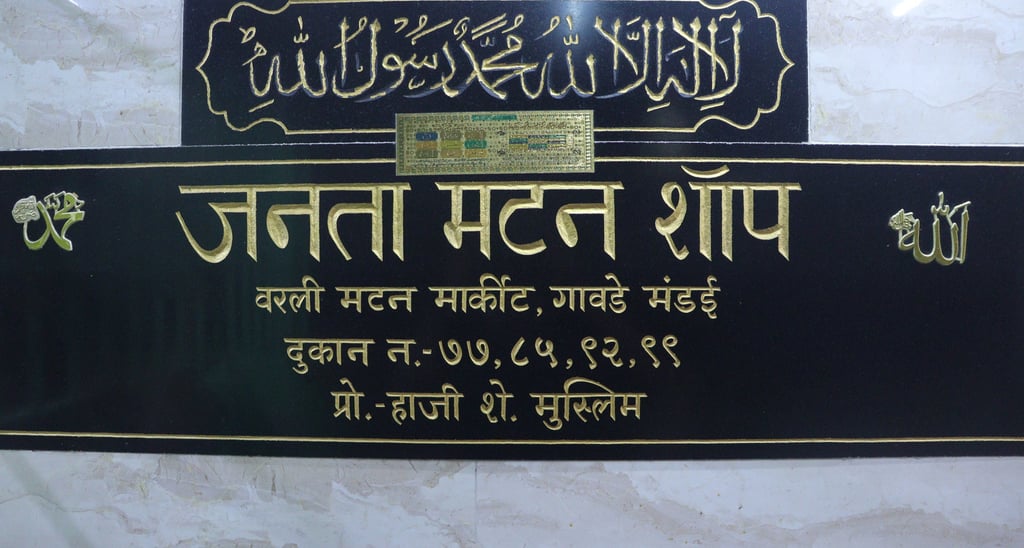 لا إله إلا الله محمد رسول الله
محمد
الله
जनता मटन शॉप
वरली मटन मार्कीट, गावडे मंडई
दुकान न.- ७७, ८५, ९२, ९९
प्रो.-हाजी शे. मुस्लिम